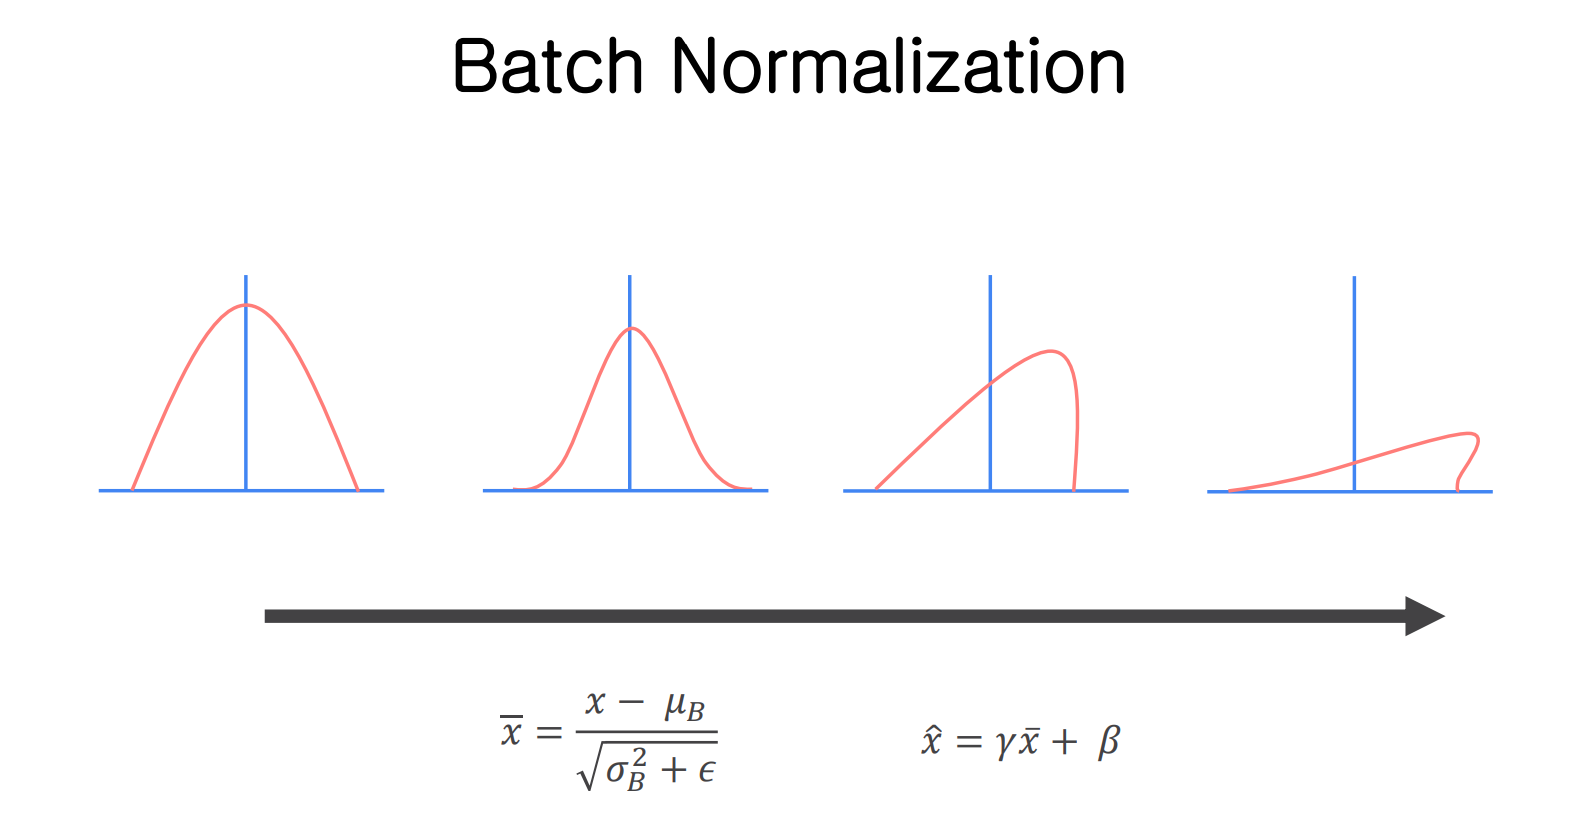 Batch Normalization
x̄ = (x − μ_B) / √(σ_B² + ϵ)
x̂ = γx̄ + β